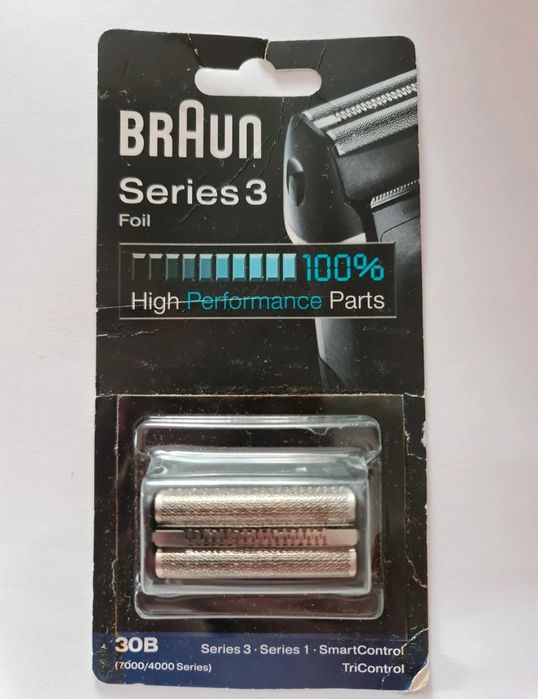 BRAUN
Series 3
Foil
100%
High Performance Parts
30B
(7000/4000 Series)
Series 3 · Series 1 · SmartControl
TriControl